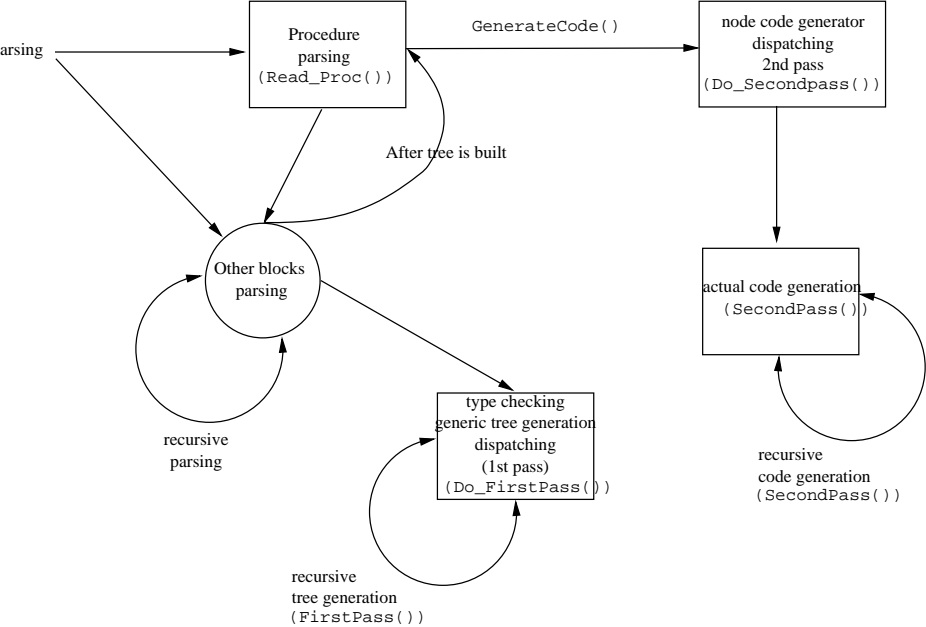 arsing
Procedure
parsing
(Read_Proc())
GenerateCode()
node code generator
dispatching
2nd pass
(Do_Secondpass())
After tree is built
Other blocks
parsing
actual code generation
(SecondPass())
recursive
parsing
type checking
generic tree generation
dispatching
(1st pass)
(Do_FirstPass())
recursive
code generation
(SecondPass())
recursive
tree generation
(FirstPass())